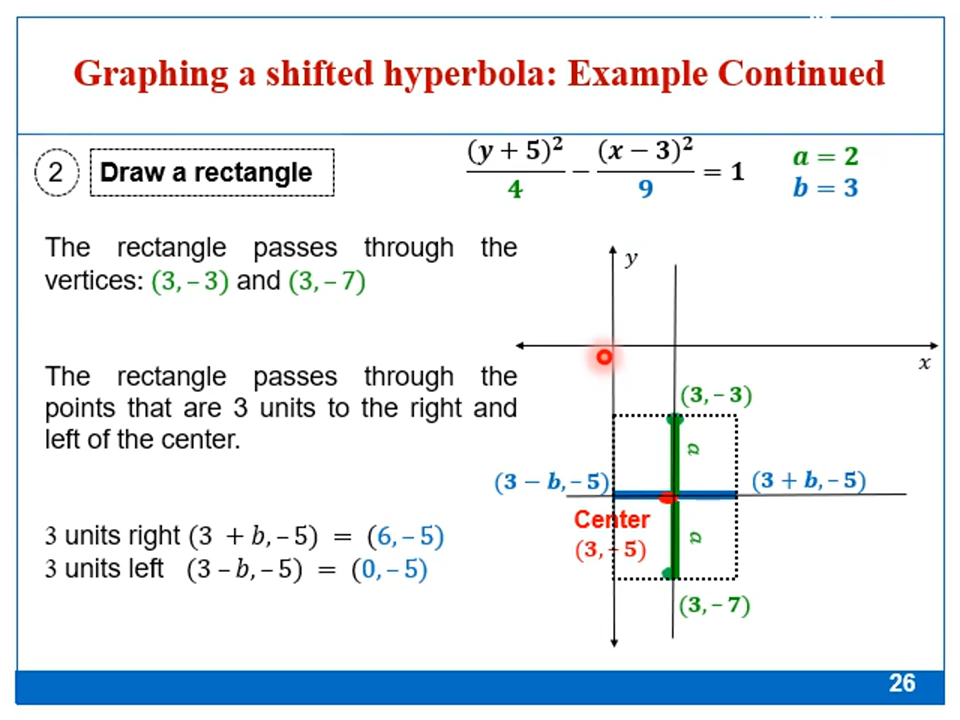 Graphing a shifted hyperbola: Example Continued
2 Draw a rectangle
(y + 5)²/4 − (x − 3)²/9 = 1
a = 2
b = 3
The rectangle passes through the
vertices: (3, – 3) and (3, – 7)
The rectangle passes through the
points that are 3 units to the right and
left of the center.
3 units right (3 + b, – 5) = (6, – 5)
3 units left (3 – b, – 5) = (0, – 5)
y
x
(3, – 3)
a
(3 − b, – 5)
(3 + b, – 5)
Center
(3, – 5)
a
(3, – 7)
26